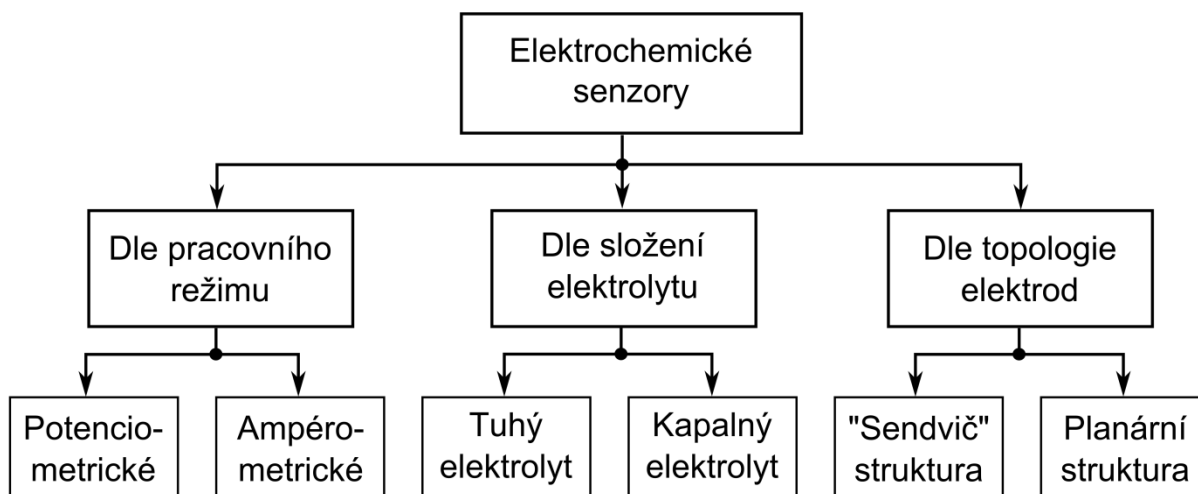 Elektrochemické
senzory
Dle pracovního
režimu
Dle složení
elektrolytu
Dle topologie
elektrod
Potencio-
metrické
Ampéro-
metrické
Tuhý
elektrolyt
Kapalný
elektrolyt
"Sendvič"
struktura
Planární
struktura